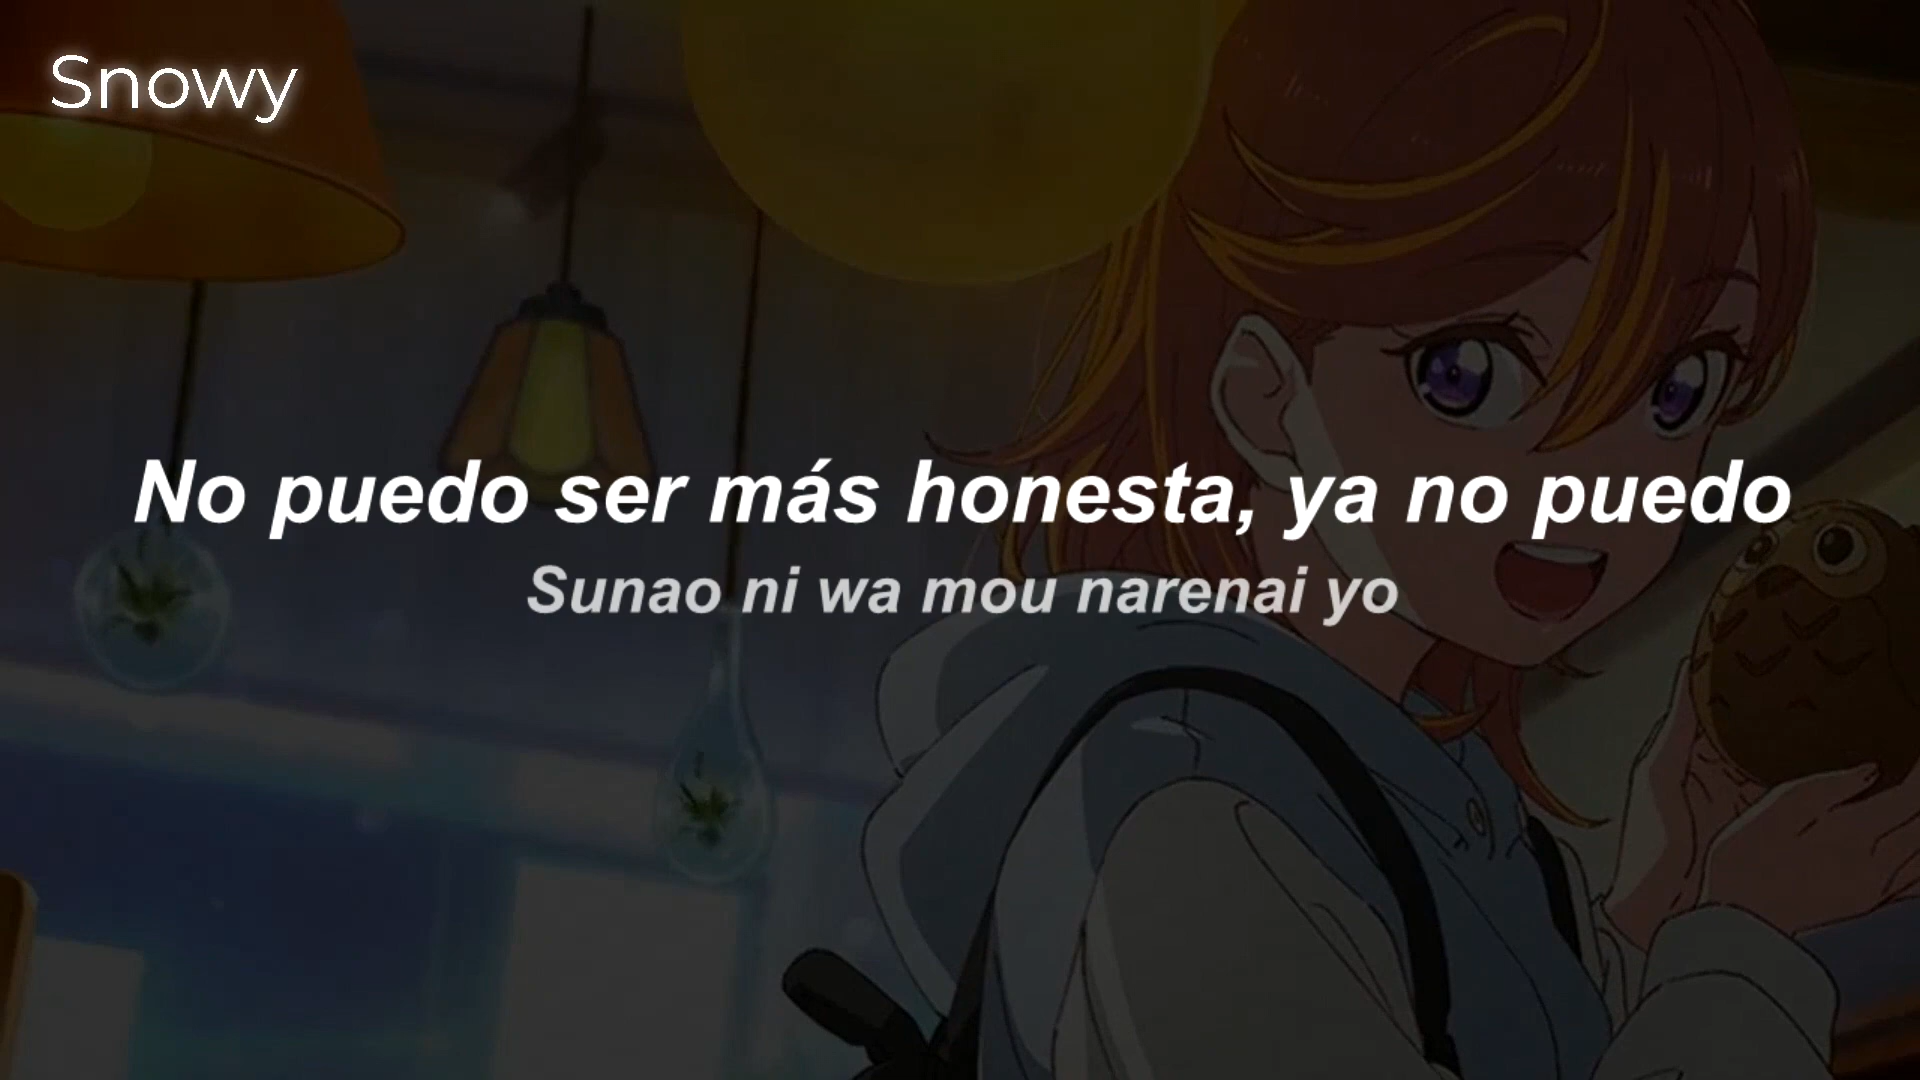 Snowy
No puedo ser más honesta, ya no puedo
Sunao ni wa mou narenai yo